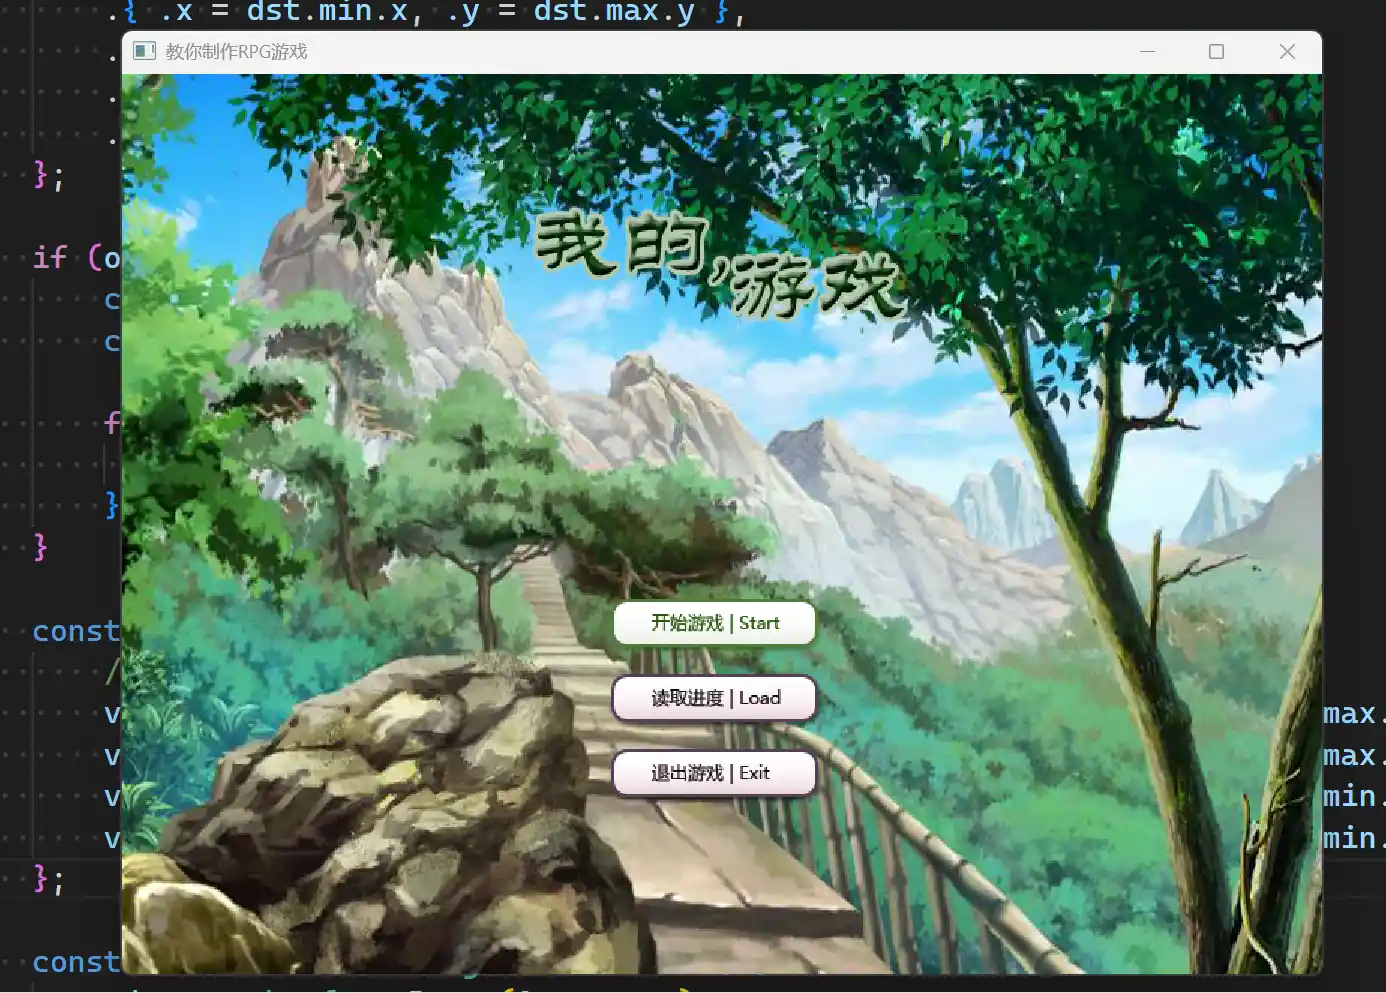 .{ .x = dst.min.x, .y = dst.max.y },
教你制作RPG游戏
.
.
.
};
if (o
c
c
f
}
}
const
/
v max.
v max.
v min.
v min.
};
const
我的,游戏
开始游戏 | Start
读取进度 | Load
退出游戏 | Exit